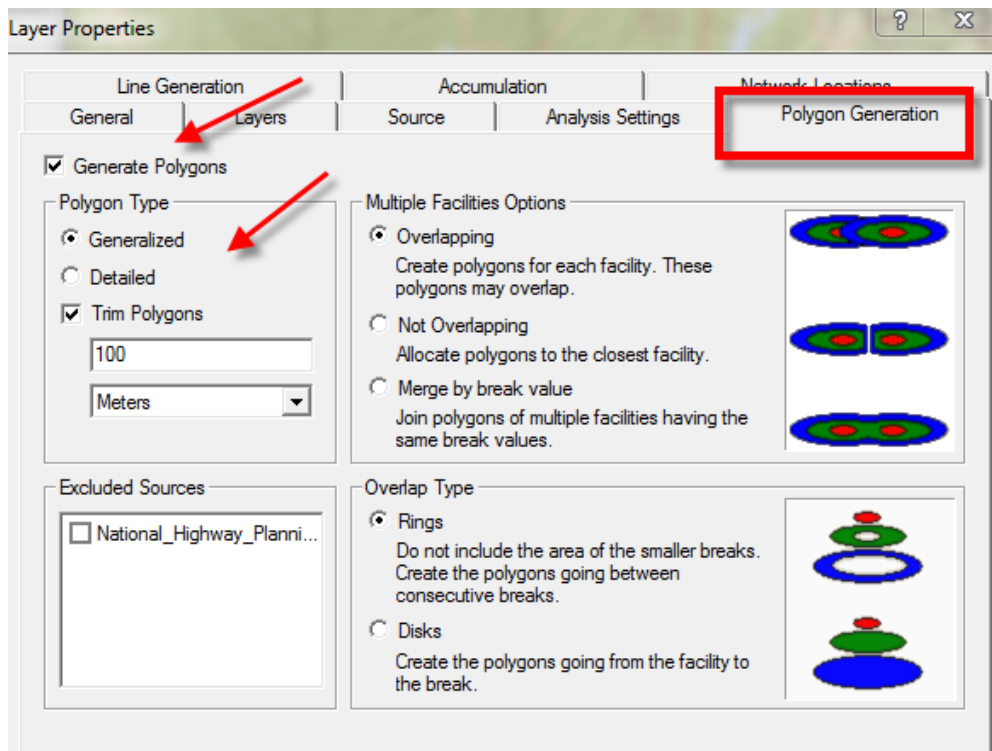 Layer Properties
Line Generation
Accumulation
Network Locations
General
Layers
Source
Analysis Settings
Polygon Generation
Generate Polygons
Polygon Type
Generalized
Detailed
Trim Polygons
100
Meters
Multiple Facilities Options
Overlapping
Create polygons for each facility. These
polygons may overlap.
Not Overlapping
Allocate polygons to the closest facility.
Merge by break value
Join polygons of multiple facilities having the
same break values.
Excluded Sources
National_Highway_Planni...
Overlap Type
Rings
Do not include the area of the smaller breaks.
Create the polygons going between
consecutive breaks.
Disks
Create the polygons going from the facility to
the break.